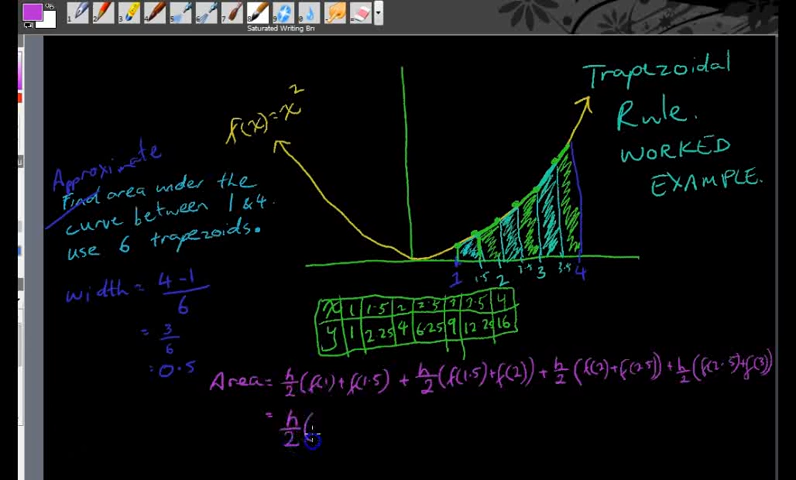 Saturated Writing Br
Trapezoidal
Rule.
WORKED
EXAMPLE.
f(x)=x²
Approximate
Find area under the
curve between 1 & 4.
use 6 trapezoids.
width = 4-1
6
= 3
6
= 0.5
1 1.5 2 2.5 3 3.5 4
x 1 1.5 2 2.5 3 3.5 4
y 1 2.25 4 6.25 9 12.25 16
Area = h/2 (f(1) + f(1.5) + h/2 (f(1.5)+f(2)) + h/2 (f(2)+f(2.5)) + h/2 (f(2.5)+f(3))
= h/2 (